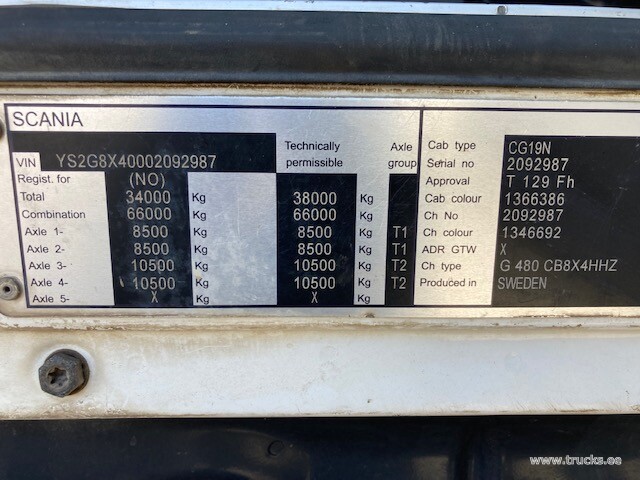 SCANIA
VIN YS2G8X40002092987 Technically permissible Axle group
Regist. for (NO)
Total 34000 Kg 38000 Kg
Combination 66000 Kg 66000 Kg
Axle 1- 8500 Kg 8500 Kg T1
Axle 2- 8500 Kg 8500 Kg T1
Axle 3- 10500 Kg 10500 Kg T2
Axle 4- 10500 Kg 10500 Kg T2
Axle 5- X Kg X Kg
Cab type CG19N
Serial no 2092987
Approval T 129 Fh
Cab colour 1366386
Ch No 2092987
Ch colour 1346692
ADR GTW X
Ch type G 480 CB8X4HHZ
Produced in SWEDEN
www.trucks.ee